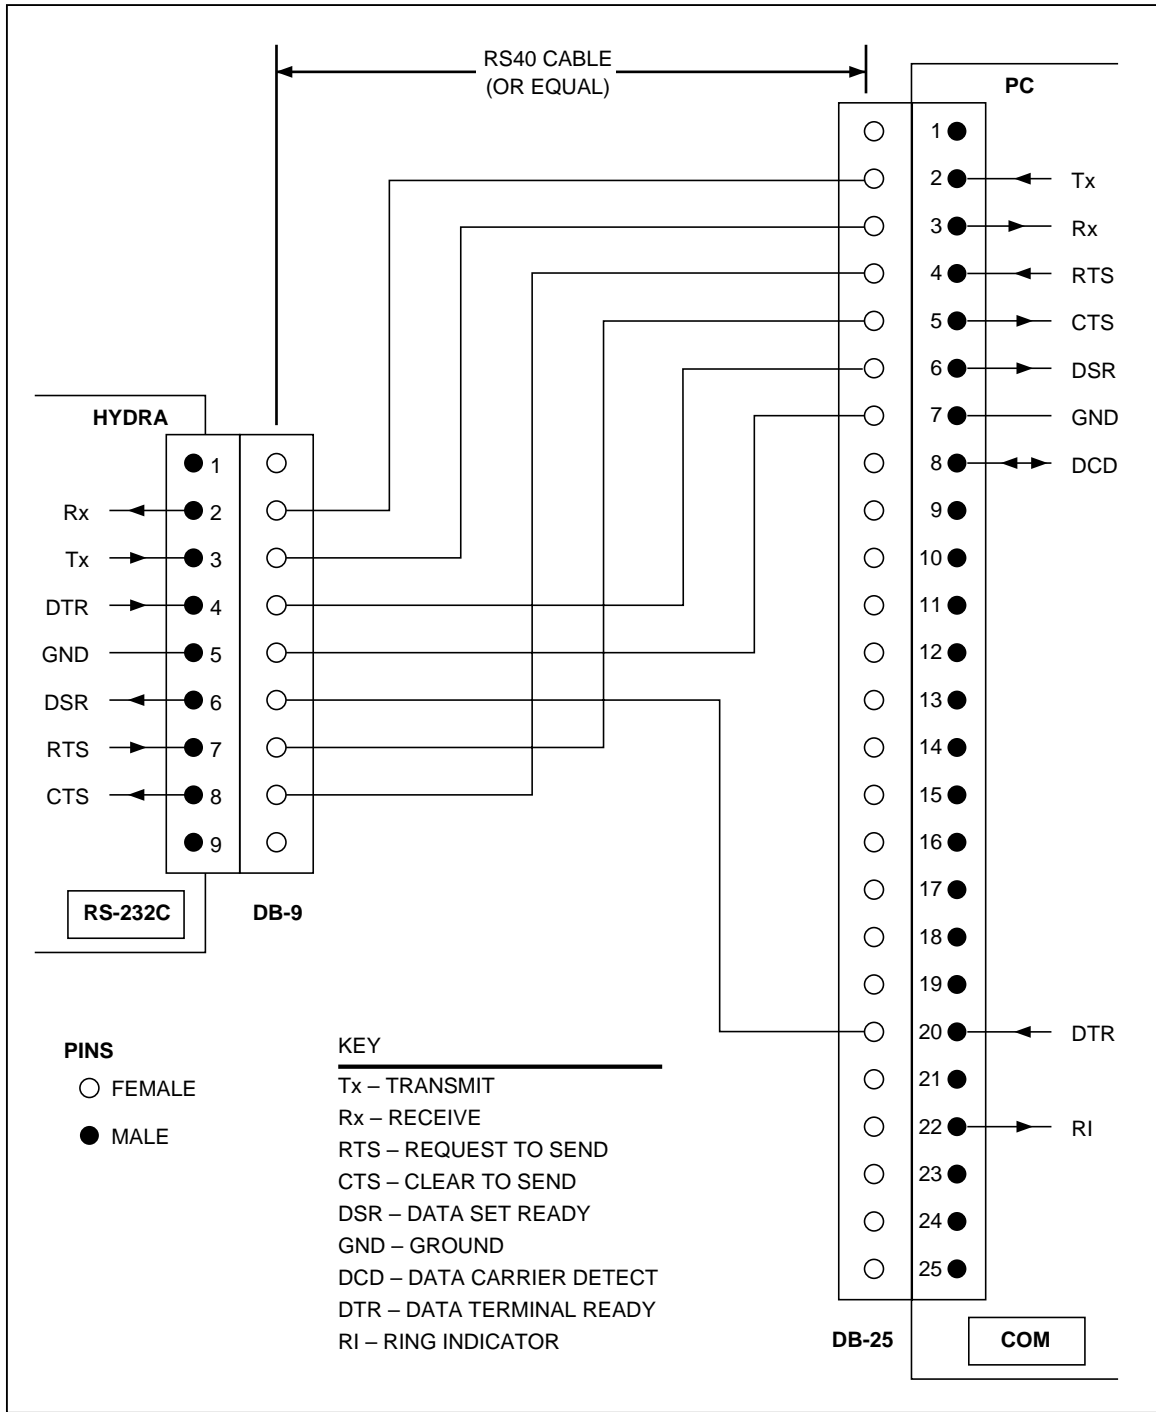 RS40 CABLE
(OR EQUAL)
PC
1
2 Tx
3 Rx
4 RTS
5 CTS
6 DSR
7 GND
8 DCD
9
10
11
12
13
14
15
16
17
18
19
20 DTR
21
22 RI
23
24
25
DB-25
COM
HYDRA
1
Rx 2
Tx 3
DTR 4
GND 5
DSR 6
RTS 7
CTS 8
9
RS-232C
DB-9
PINS
FEMALE
MALE
KEY
Tx – TRANSMIT
Rx – RECEIVE
RTS – REQUEST TO SEND
CTS – CLEAR TO SEND
DSR – DATA SET READY
GND – GROUND
DCD – DATA CARRIER DETECT
DTR – DATA TERMINAL READY
RI – RING INDICATOR